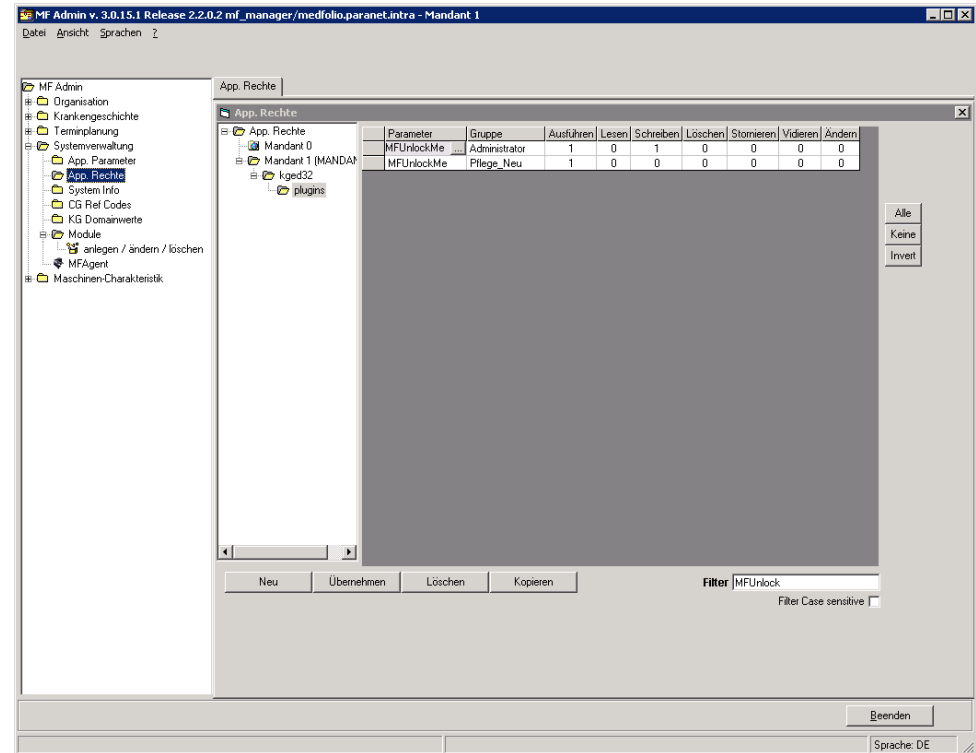 MF Admin v. 3.0.15.1 Release 2.2.0.2 mf_manager/medfolio.paranet.intra - Mandant 1
Datei Ansicht Sprachen ?
MF Admin
Organisation
Krankengeschichte
Terminplanung
Systemverwaltung
App. Parameter
App. Rechte
System Info
CG Ref Codes
KG Domainwerte
Module
anlegen / ändern / löschen
MFAgent
Maschinen-Charakteristik
App. Rechte
App. Rechte
App. Rechte
Mandant 0
Mandant 1 (MANDAN
kged32
plugins
Parameter Gruppe Ausführen Lesen Schreiben Löschen Stornieren Vidieren Ändern
MFUnlockMe ... Administrator 1 0 1 0 0 0 0
MFUnlockMe Pflege_Neu 1 0 0 0 0 0 0
Alle
Keine
Invert
Neu Übernehmen Löschen Kopieren Filter MFUnlock
Filter Case sensitive
Beenden
Sprache: DE